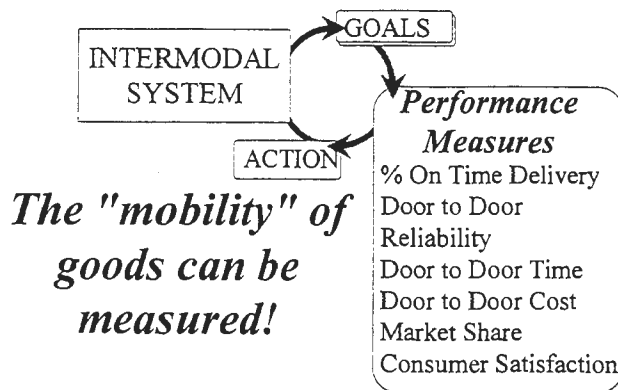 GOALS
INTERMODAL
SYSTEM
Performance
Measures
ACTION
% On Time Delivery
Door to Door
Reliability
Door to Door Time
Door to Door Cost
Market Share
Consumer Satisfaction
The "mobility" of
goods can be
measured!